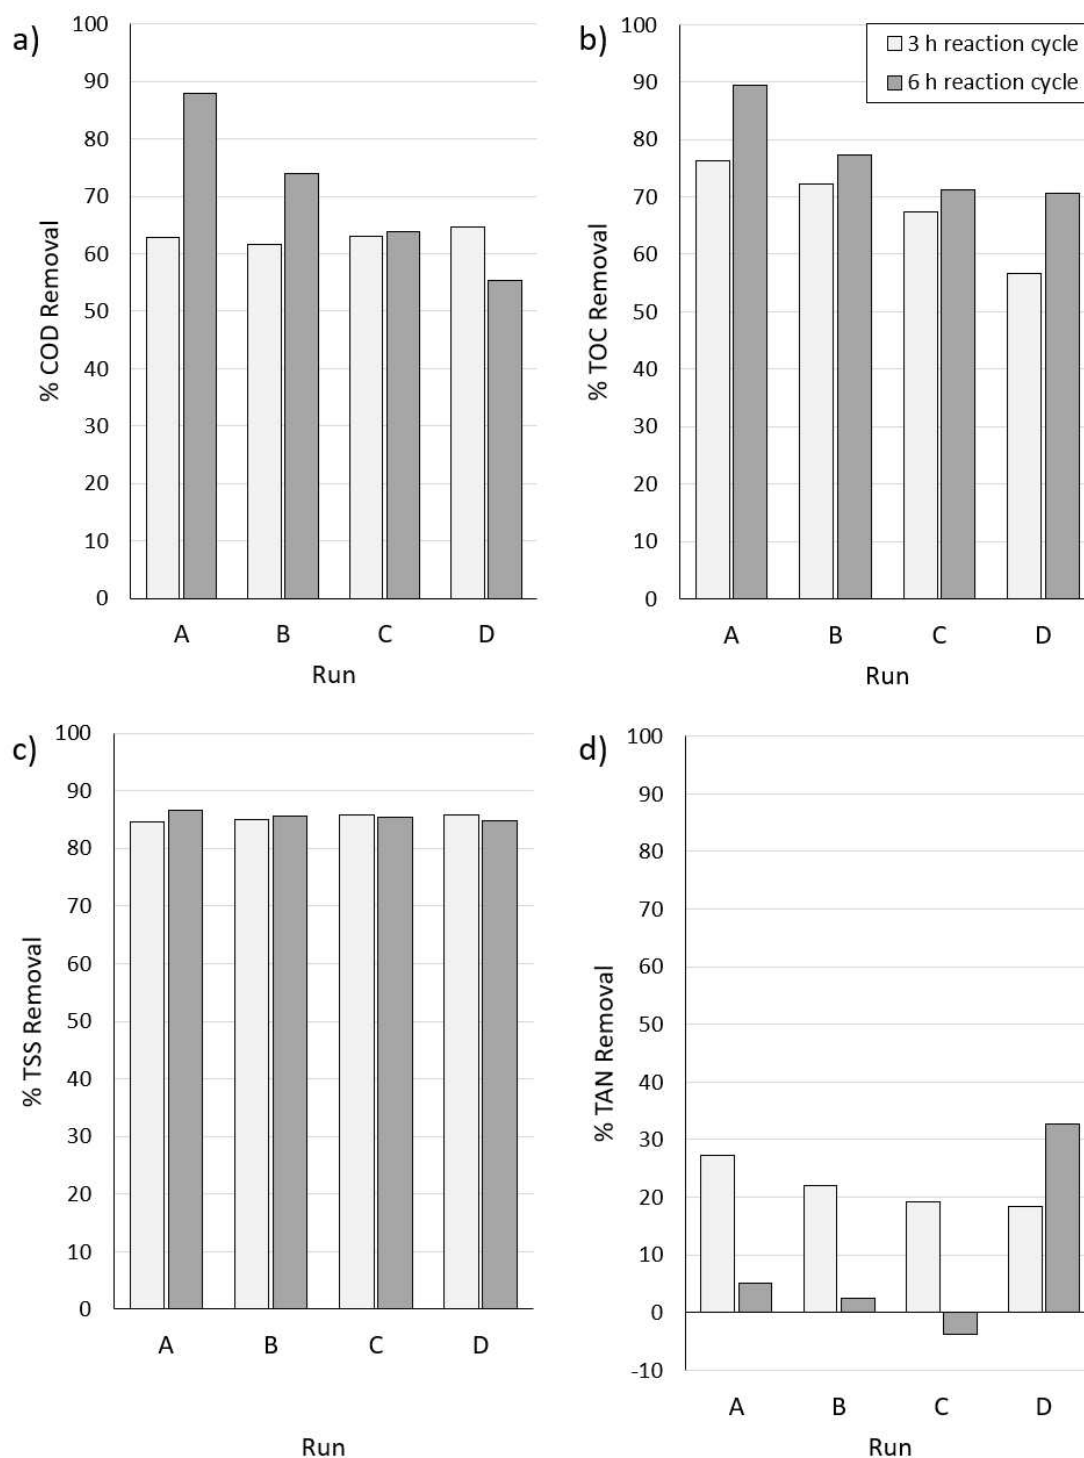 a)
100
90
80
70
60
50
40
30
20
10
0
% COD Removal
A B C D
Run
b)
100
90
80
70
60
50
40
30
20
10
0
% TOC Removal
3 h reaction cycle
6 h reaction cycle
A B C D
Run
c)
100
90
80
70
60
50
40
30
20
10
0
% TSS Removal
A B C D
Run
d)
100
90
80
70
60
50
40
30
20
10
0
-10
% TAN Removal
A B C D
Run